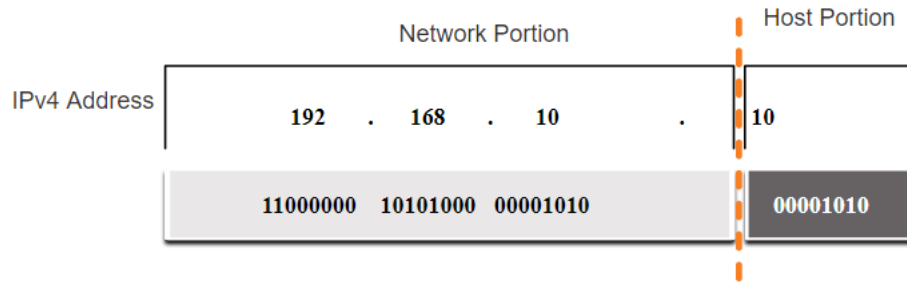 Network Portion
Host Portion
IPv4 Address
192 . 168 . 10 . 10
11000000 10101000 00001010 00001010